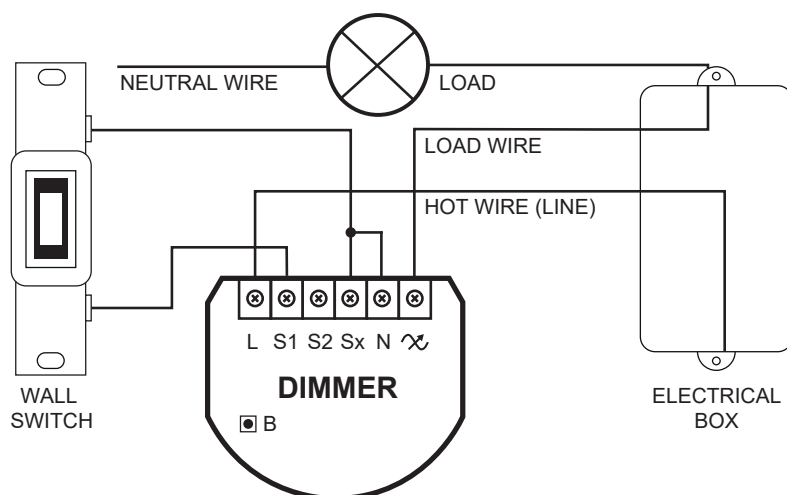 NEUTRAL WIRE
LOAD
LOAD WIRE
HOT WIRE (LINE)
L S1 S2 Sx N
DIMMER
B
WALL
SWITCH
ELECTRICAL
BOX